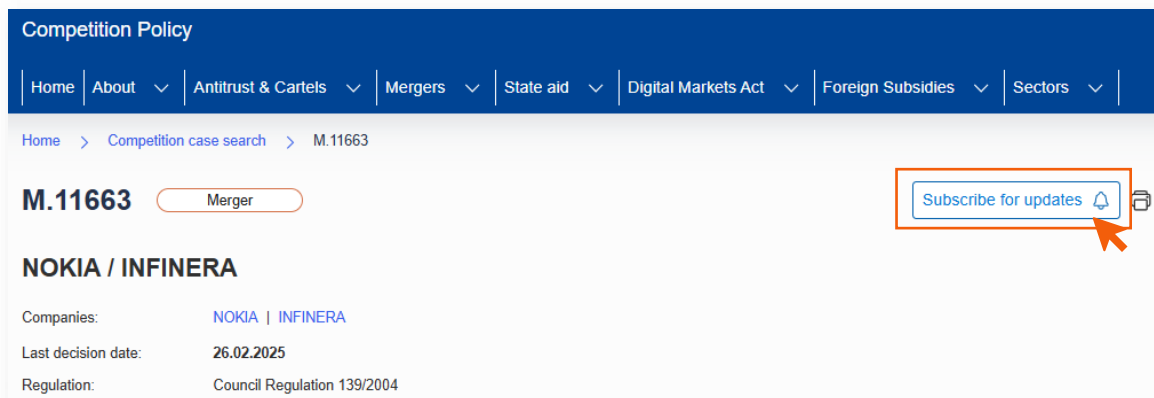 Competition Policy
Home About Antitrust & Cartels Mergers State aid Digital Markets Act Foreign Subsidies Sectors
Home > Competition case search > M.11663
M.11663 Merger Subscribe for updates
NOKIA / INFINERA
Companies: NOKIA | INFINERA
Last decision date: 26.02.2025
Regulation: Council Regulation 139/2004